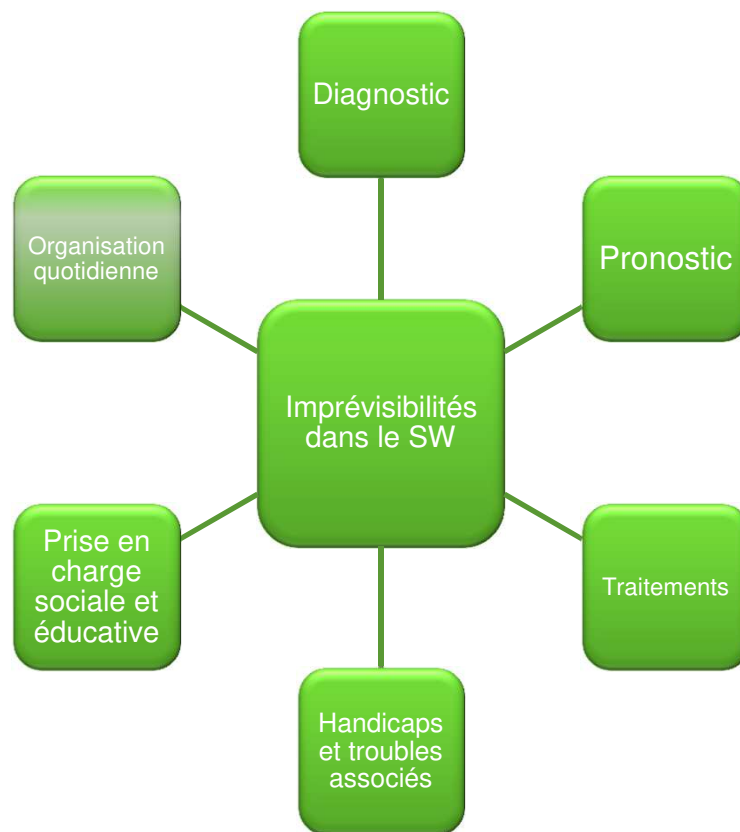 Diagnostic
Organisation
quotidienne
Pronostic
Imprévisibilités
dans le SW
Prise en
charge
sociale et
éducative
Traitements
Handicaps
et troubles
associés